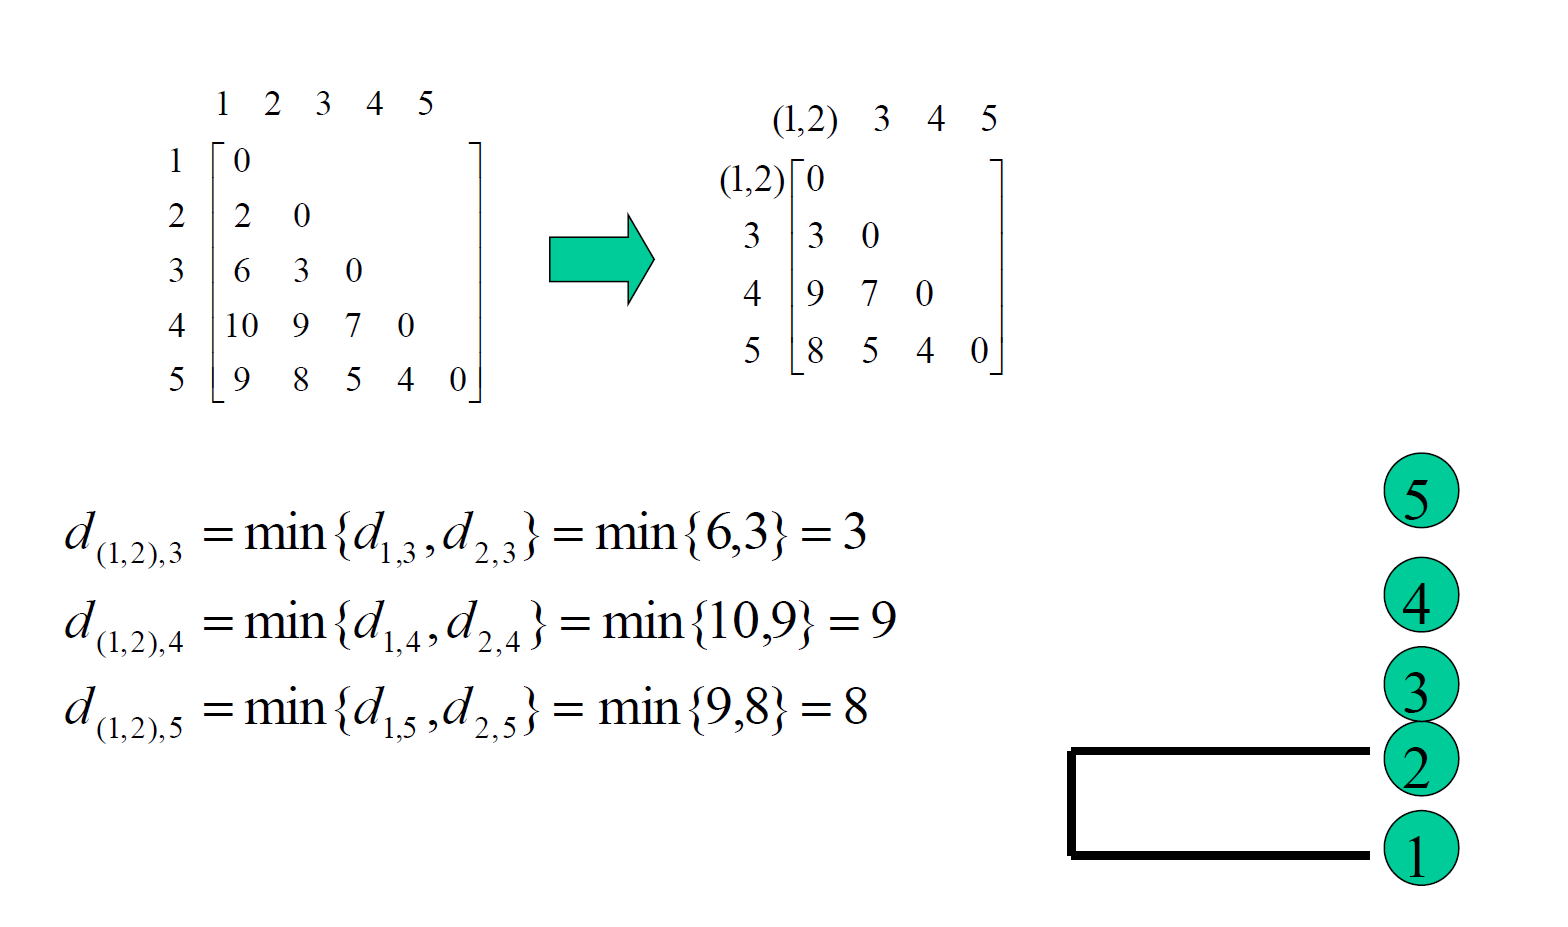 1 2 3 4 5
1 0
2 2 0
3 6 3 0
4 10 9 7 0
5 9 8 5 4 0
(1,2) 3 4 5
(1,2) 0
3 3 0
4 9 7 0
5 8 5 4 0
d(1,2),3 = min{d1,3,d2,3} = min{6,3} = 3
d(1,2),4 = min{d1,4,d2,4} = min{10,9} = 9
d(1,2),5 = min{d1,5,d2,5} = min{9,8} = 8
5
4
3
2
1